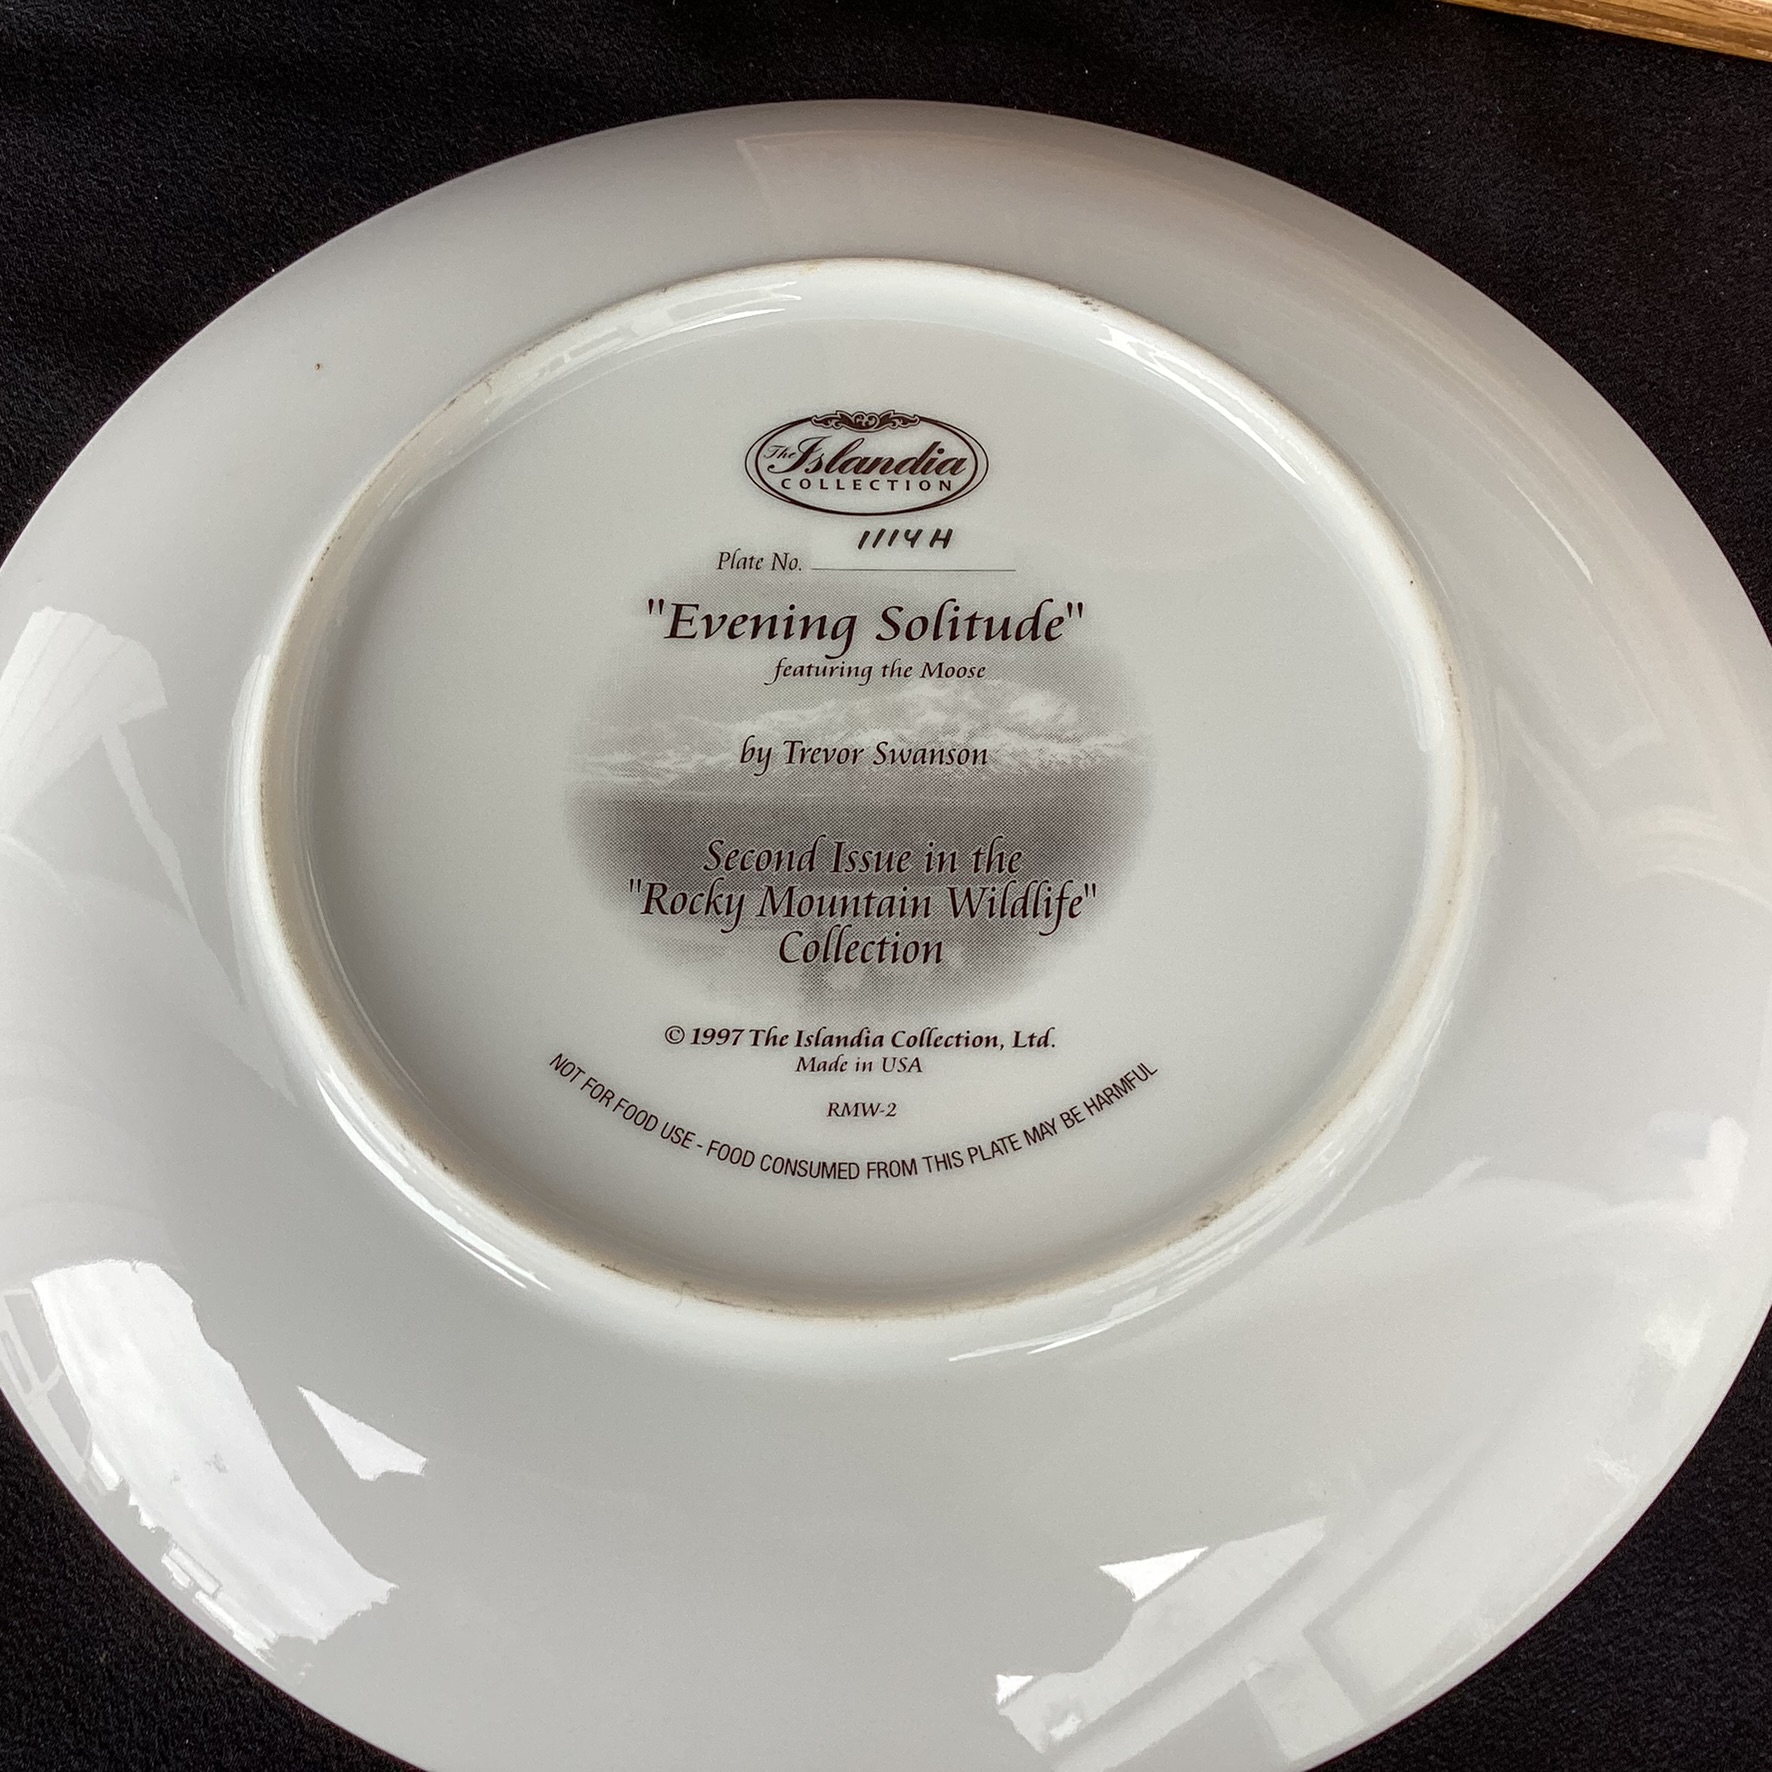 The Islandia
COLLECTION
1114H
Plate No.
"Evening Solitude"
featuring the Moose
by Trevor Swanson
Second Issue in the
"Rocky Mountain Wildlife"
Collection
© 1997 The Islandia Collection, Ltd.
Made in USA
RMW-2
NOT FOR FOOD USE - FOOD CONSUMED FROM THIS PLATE MAY BE HARMFUL